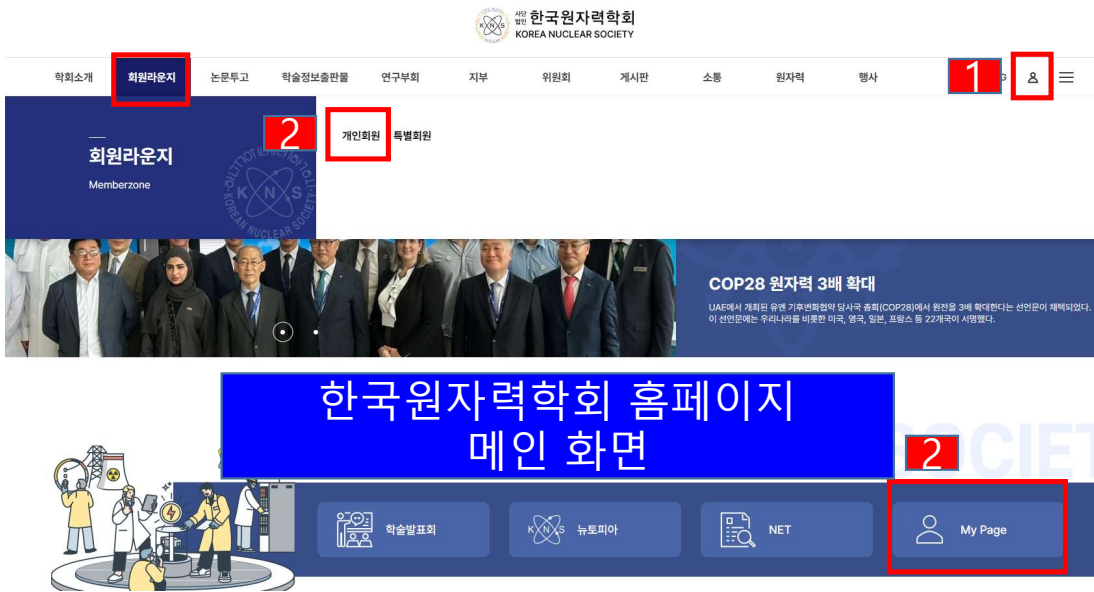 사단
법인 한국원자력학회
KOREA NUCLEAR SOCIETY
학회소개 회원라운지 논문투고 학술정보출판물 연구부회 지부 위원회 게시판 소통 원자력 행사 1 G
회원라운지
Memberzone
2 개인회원 특별회원
KNS
KOREAN NUCLEAR SOCIETY
COP28 원자력 3배 확대
UAE에서 개최된 유엔 기후변화협약 당사국 총회(COP28)에서 원전을 3배 확대한다는 선언문이 채택되었다.
이 선언문에는 우리나라를 비롯한 미국, 영국, 일본, 프랑스 등 22개국이 서명했다.
한국원자력학회 홈페이지
메인 화면
SOCIET
2
학술발표회
KNS 뉴토피아
NET
My Page